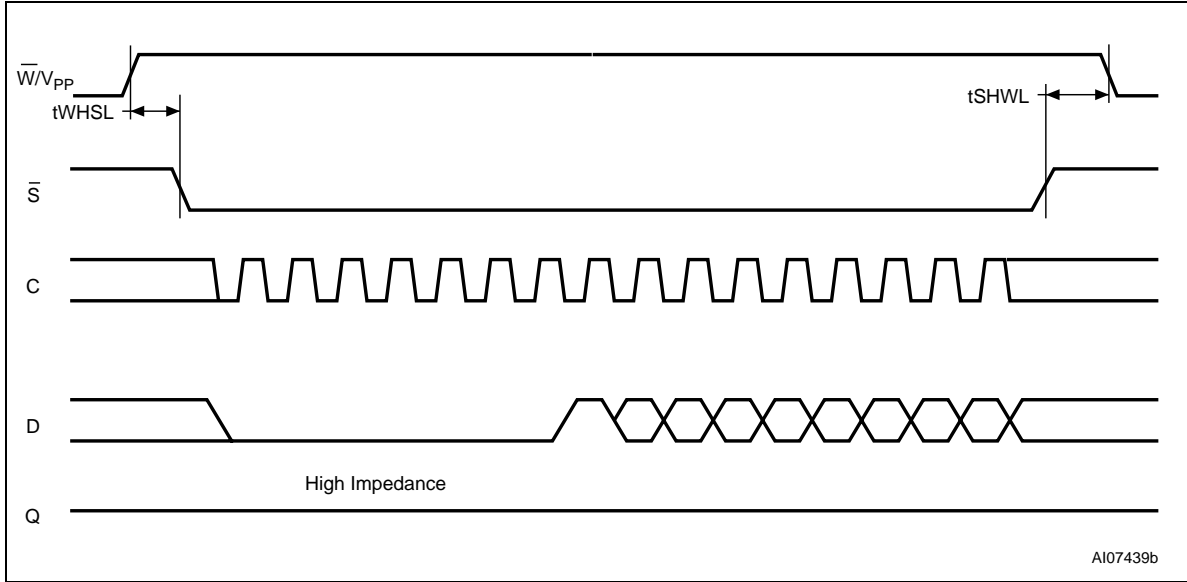 W̅/VPP
tWHSL
tSHWL
S̅
C
D
High Impedance
Q
AI07439b